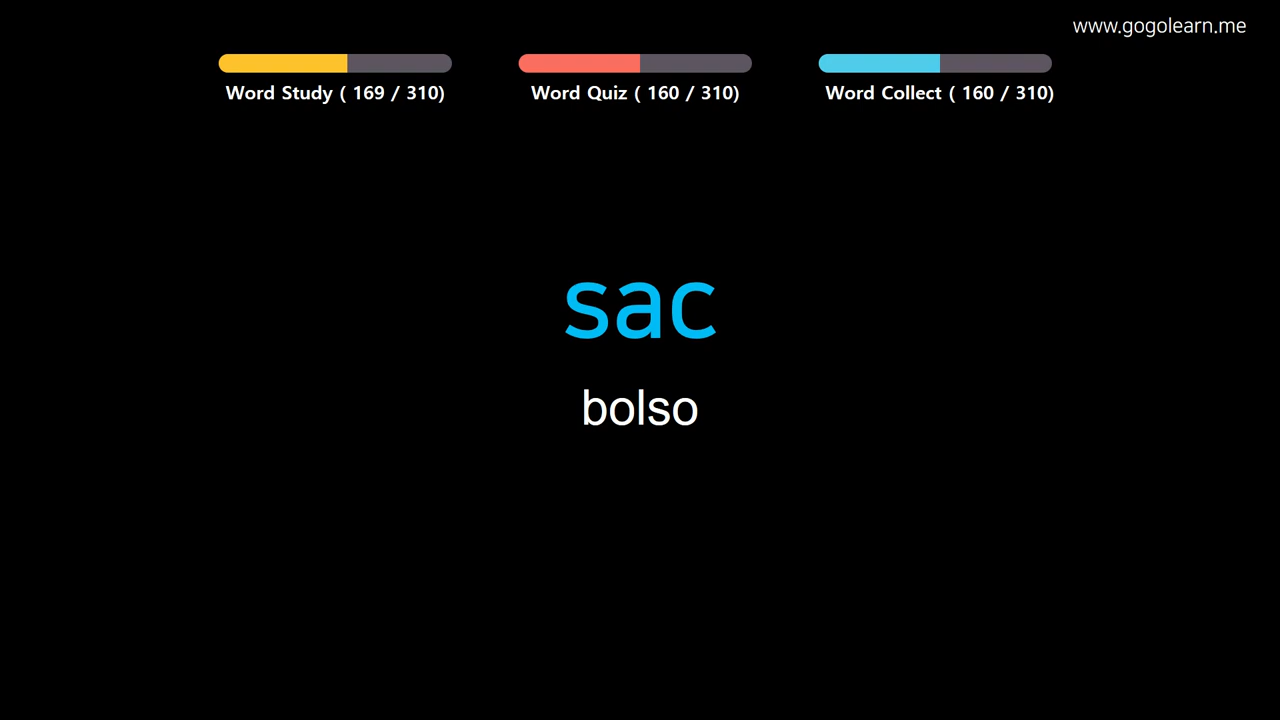 www.gogolearn.me
Word Study ( 169 / 310)
Word Quiz ( 160 / 310)
Word Collect ( 160 / 310)
sac
bolso